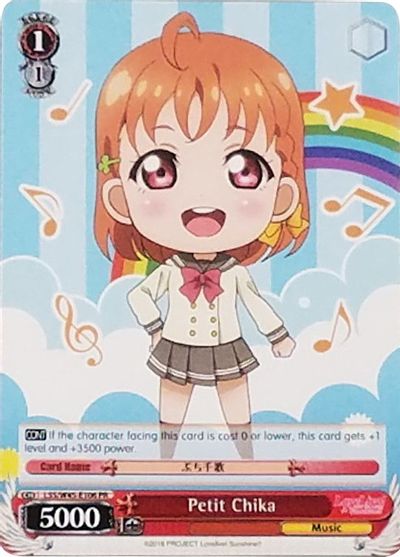 1
1
CONT If the character facing this card is cost 0 or lower, this card gets +1
level and +3500 power.
Card Name
ぷち千歌
Petit Chika
5000
Music
©2016 PROJECT Lovelive! Sunshine!!